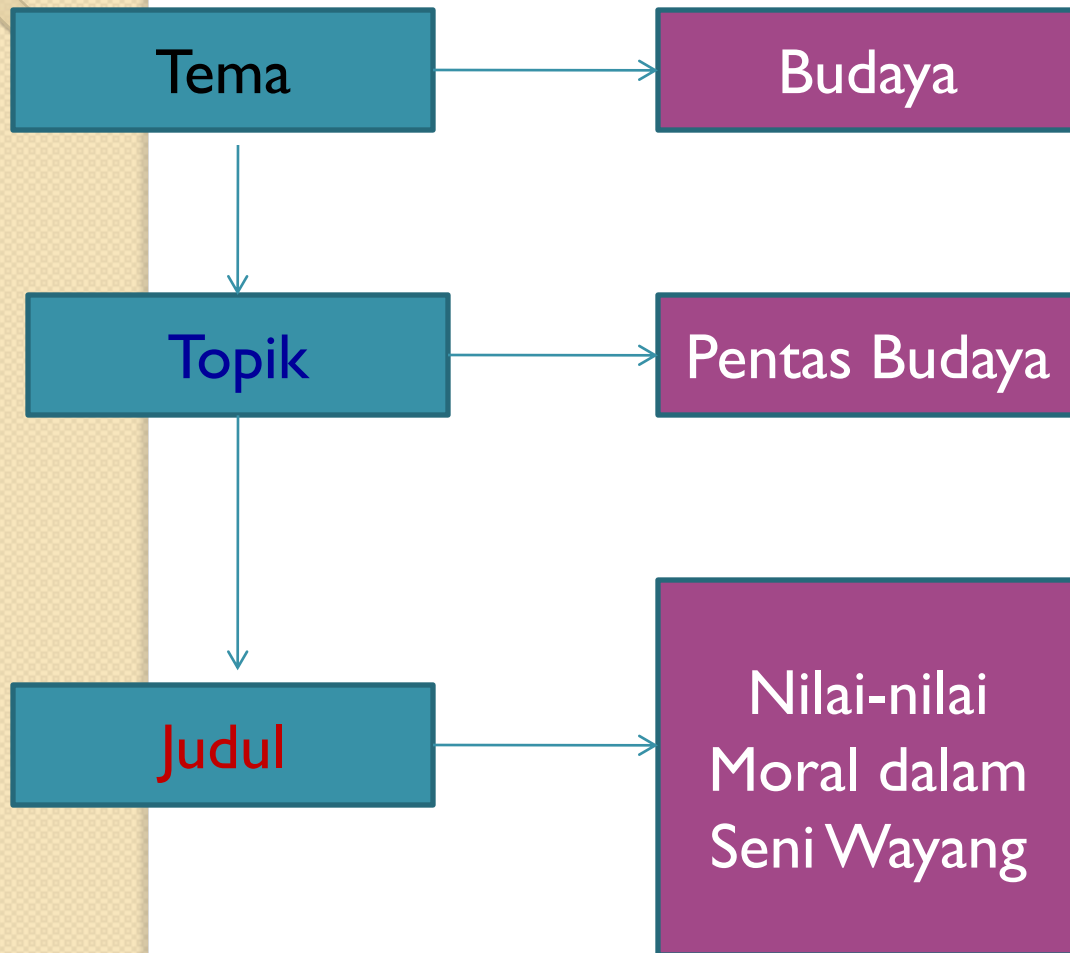 Tema
Budaya
Topik
Pentas Budaya
Judul
Nilai-nilai
Moral dalam
Seni Wayang